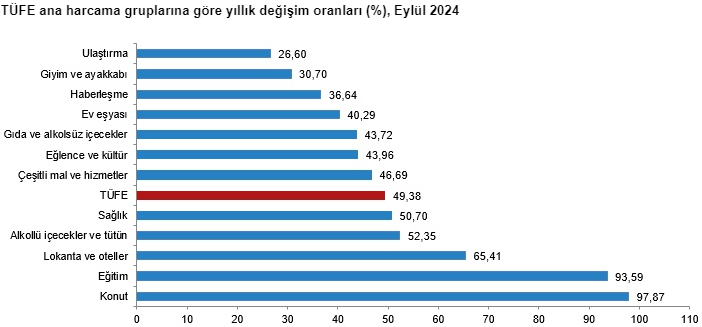 TÜFE ana harcama gruplarına göre yıllık değişim oranları (%), Eylül 2024
Ulaştırma 26,60
Giyim ve ayakkabı 30,70
Haberleşme 36,64
Ev eşyası 40,29
Gıda ve alkolsüz içecekler 43,72
Eğlence ve kültür 43,96
Çeşitli mal ve hizmetler 46,69
TÜFE 49,38
Sağlık 50,70
Alkollü içecekler ve tütün 52,35
Lokanta ve oteller 65,41
Eğitim 93,59
Konut 97,87
0 10 20 30 40 50 60 70 80 90 100 110